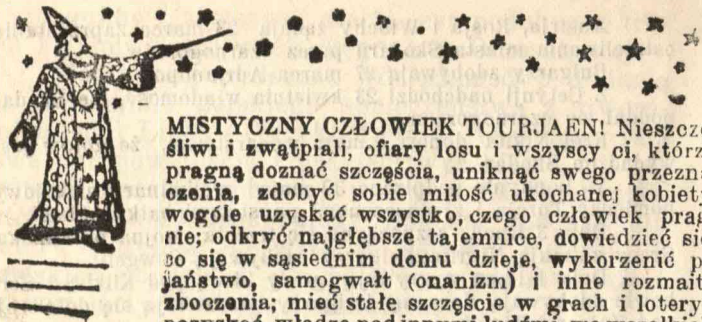 MISTYCZNY CZŁOWIEK TOURJAEN! Nieszczę
śliwi i zwątpiali, ofiary losu i wszyscy ci, którz
pragną doznać szczęścia, uniknąć swego przezna
czenia, zdobyć sobie miłość ukochanej kobiety
wogóle uzyskać wszystko, czego człowiek prag
nie; odkryć najgłębsze tajemnice, dowiedzieć się
co się w sąsiednim domu dzieje, wykorzenić p
jaństwo, samogwałt (onanizm) i inne rozmait
zboczenia; mieć stałe szczęście w grach i lotery